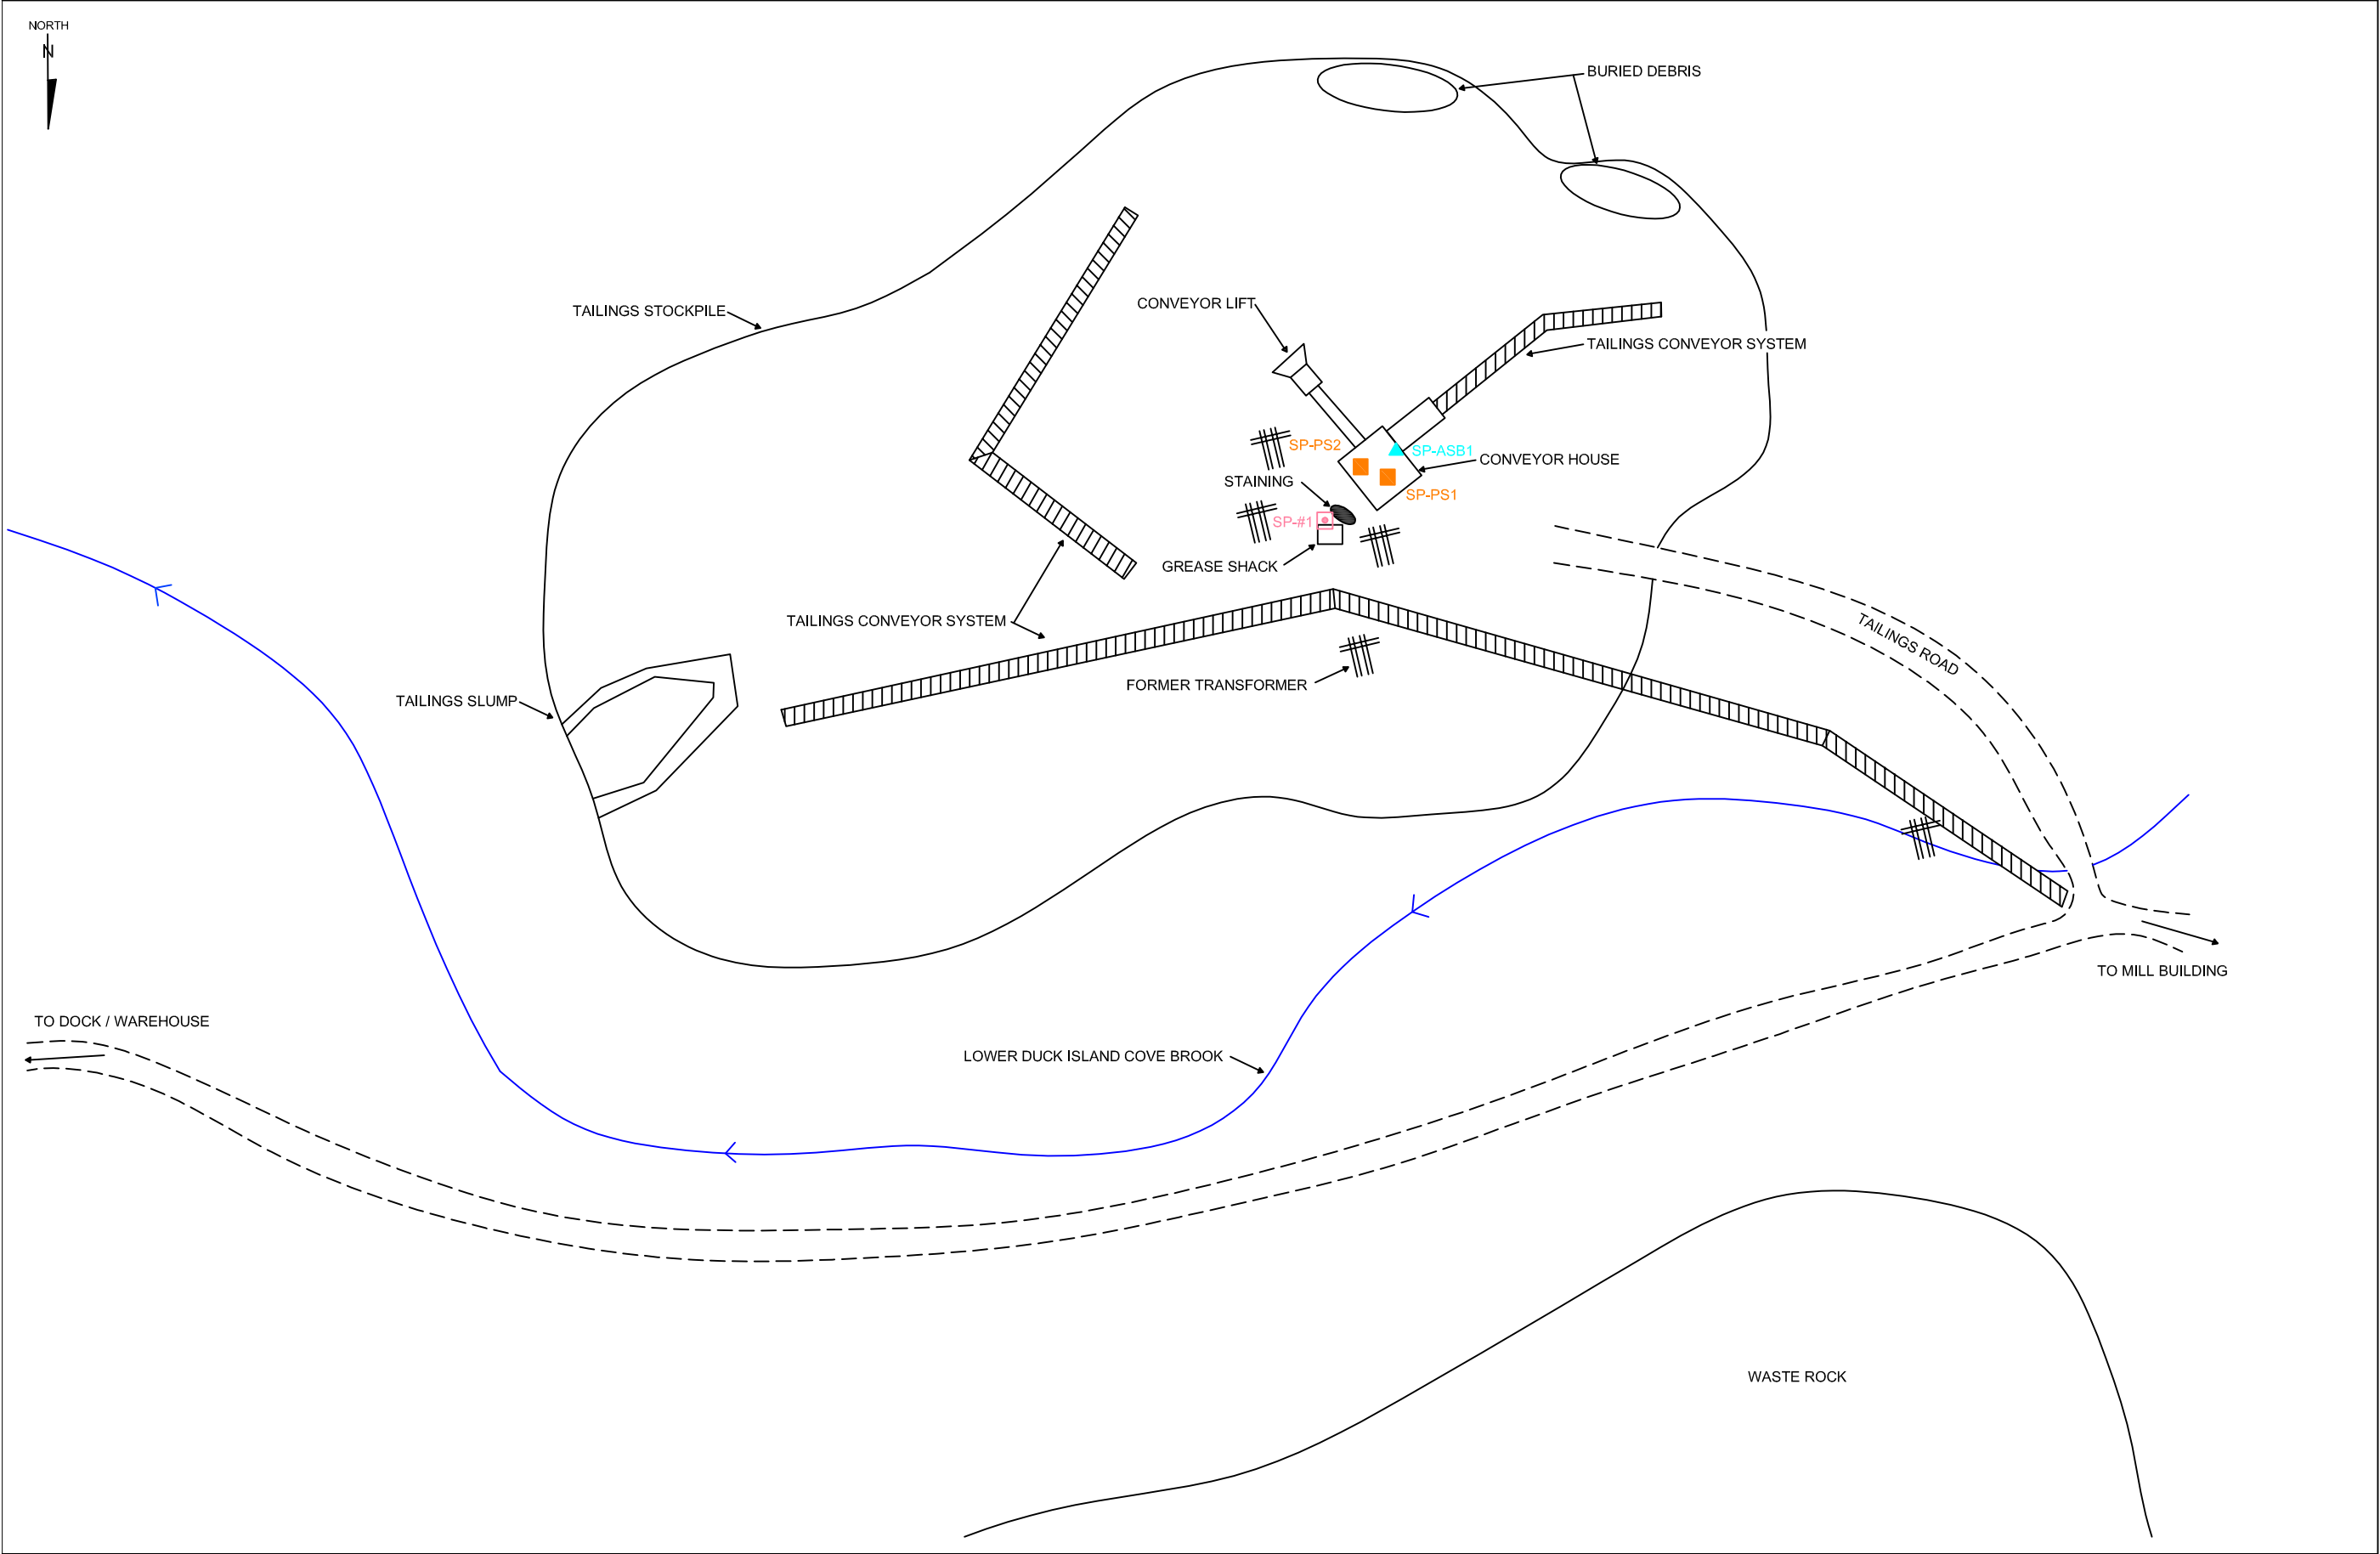 NORTH
N
BURIED DEBRIS
TAILINGS STOCKPILE
CONVEYOR LIFT
TAILINGS CONVEYOR SYSTEM
SP-PS2
SP-ASB1
CONVEYOR HOUSE
STAINING
SP-PS1
SP-#1
GREASE SHACK
TAILINGS CONVEYOR SYSTEM
TAILINGS ROAD
FORMER TRANSFORMER
TAILINGS SLUMP
TO MILL BUILDING
TO DOCK / WAREHOUSE
LOWER DUCK ISLAND COVE BROOK
WASTE ROCK